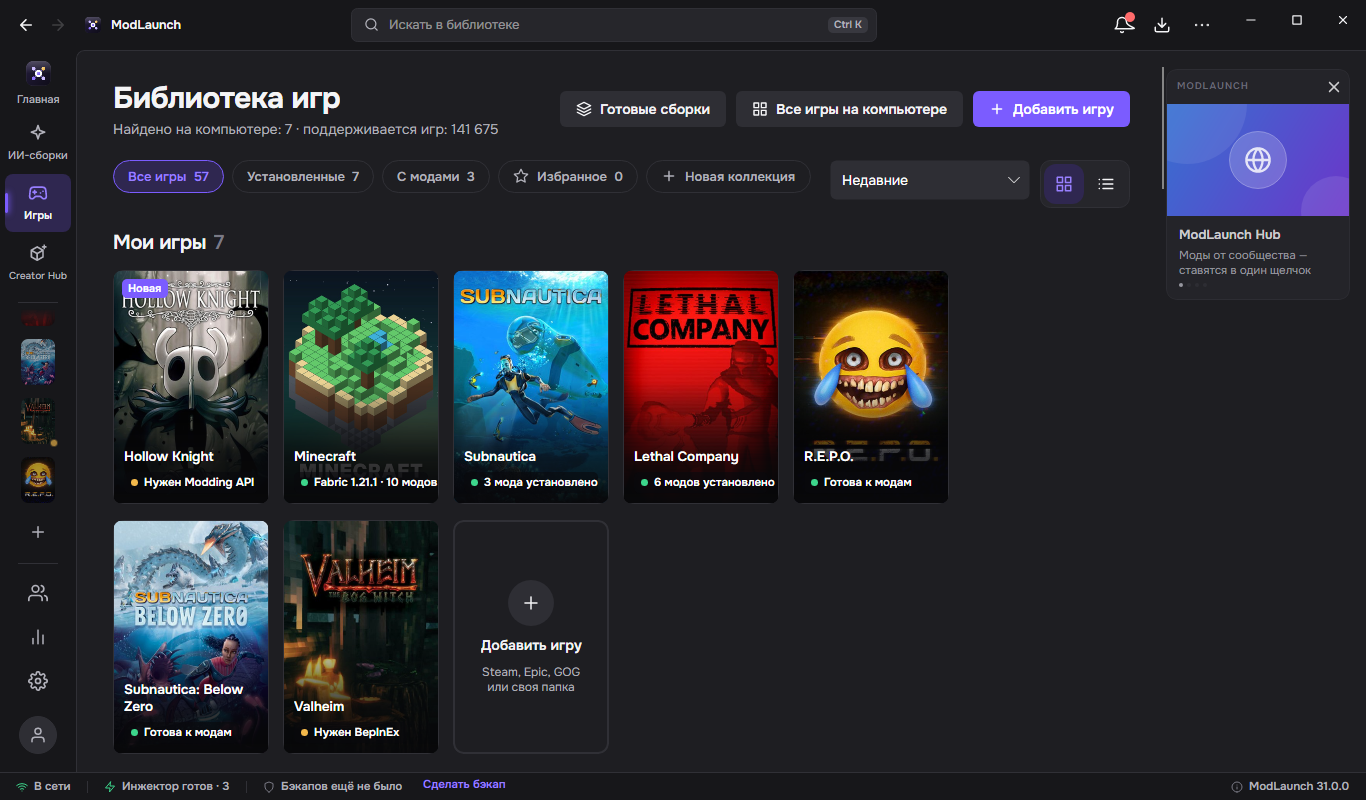 ModLaunch
Искать в библиотеке
Ctrl K
Главная
ИИ-сборки
Игры
Creator Hub
Библиотека игр
Найдено на компьютере: 7 · поддерживается игр: 141 675
Готовые сборки
Все игры на компьютере
Добавить игру
Все игры 57
Установленные 7
С модами 3
Избранное 0
Новая коллекция
Недавние
MODLAUNCH
ModLaunch Hub
Моды от сообщества —
ставятся в один щелчок
Мои игры 7
Новая
HOLLOW KNIGHT
Hollow Knight
Нужен Modding API
Minecraft
MINECRAFT
Fabric 1.21.1 · 10 модов
SUBNAUTICA
Subnautica
3 мода установлено
LETHAL
COMPANY
Lethal Company
6 модов установлено
R.E.P.O.
R.E.P.O.
Готова к модам
SUBNAUTICA
BELOW ZERO
Subnautica: Below
Zero
Готова к модам
VALHEIM
THE BOG WITCH
Valheim
Нужен BepInEx
Добавить игру
Steam, Epic, GOG
или своя папка
В сети
Инжектор готов · 3
Бэкапов ещё не было
Сделать бэкап
ModLaunch 31.0.0